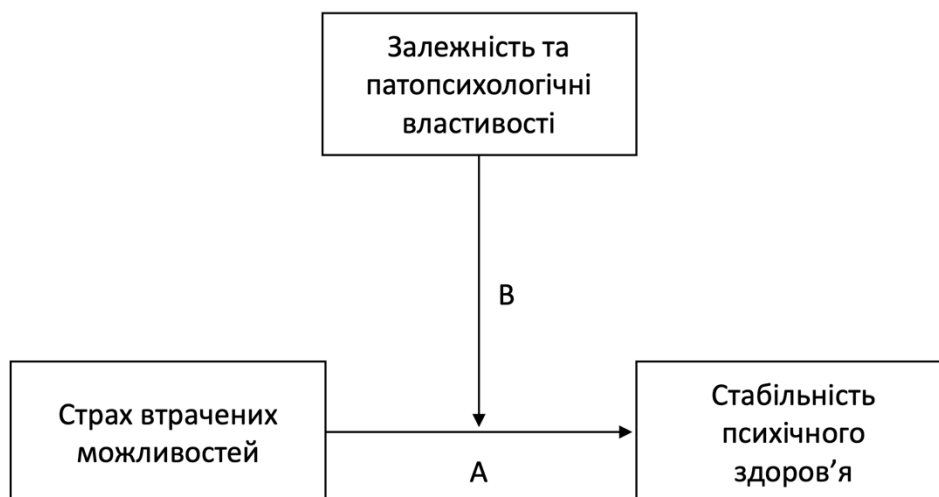 Залежність та
патопсихологічні
властивості
В
Страх втрачених
можливостей
А
Стабільність
психічного
здоров’я